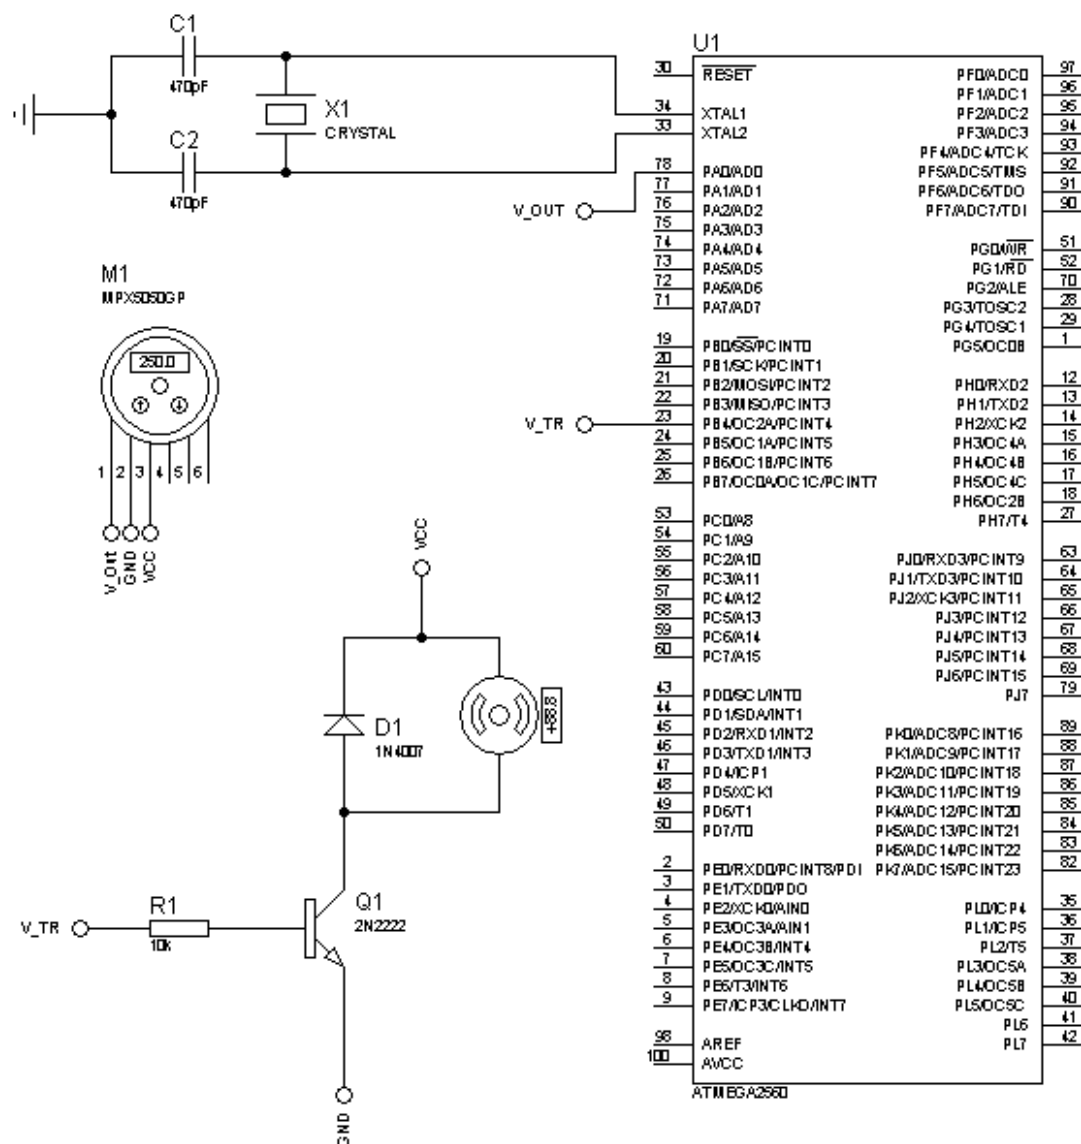 C1
470pF
X1
CRYSTAL
C2
470pF
M1
MPX5050GP
250.0
1 2 3 4 5 6
V_Out
GND
VCC
VCC
D1
1N4007
+88.8
V_TR
R1
10k
Q1
2N2222
GND
V_OUT
V_TR
U1
30 RESET
34 XTAL1
33 XTAL2
78 PA0/AD0
77 PA1/AD1
76 PA2/AD2
75 PA3/AD3
74 PA4/AD4
73 PA5/AD5
72 PA6/AD6
71 PA7/AD7
19 PB0/SS/PCINT0
20 PB1/SCK/PCINT1
21 PB2/MOSI/PCINT2
22 PB3/MISO/PCINT3
23 PB4/OC2A/PCINT4
24 PB5/OC1A/PCINT5
25 PB6/OC1B/PCINT6
26 PB7/OC0A/OC1C/PCINT7
53 PC0/A8
54 PC1/A9
55 PC2/A10
56 PC3/A11
57 PC4/A12
58 PC5/A13
59 PC6/A14
60 PC7/A15
43 PD0/SCL/INT0
44 PD1/SDA/INT1
45 PD2/RXD1/INT2
46 PD3/TXD1/INT3
47 PD4/ICP1
48 PD5/XCK1
49 PD6/T1
50 PD7/T0
2 PE0/RXD0/PCINT8/PDI
3 PE1/TXD0/PDO
4 PE2/XCK0/AIN0
5 PE3/OC3A/AIN1
6 PE4/OC3B/INT4
7 PE5/OC3C/INT5
8 PE6/T3/INT6
9 PE7/ICP3/CLKO/INT7
98 AREF
100 AVCC
PF0/ADC0 97
PF1/ADC1 96
PF2/ADC2 95
PF3/ADC3 94
PF4/ADC4/TCK 93
PF5/ADC5/TMS 92
PF6/ADC6/TDO 91
PF7/ADC7/TDI 90
PG0/WR 51
PG1/RD 52
PG2/ALE 70
PG3/TOSC2 28
PG4/TOSC1 29
PG5/OC0B 1
PH0/RXD2 12
PH1/TXD2 13
PH2/XCK2 14
PH3/OC4A 15
PH4/OC4B 16
PH5/OC4C 17
PH6/OC2B 18
PH7/T4 27
PJ0/RXD3/PCINT9 63
PJ1/TXD3/PCINT10 64
PJ2/XCK3/PCINT11 65
PJ3/PCINT12 66
PJ4/PCINT13 67
PJ5/PCINT14 68
PJ6/PCINT15 69
PJ7 79
PK0/ADC8/PCINT16 89
PK1/ADC9/PCINT17 88
PK2/ADC10/PCINT18 87
PK3/ADC11/PCINT19 86
PK4/ADC12/PCINT20 85
PK5/ADC13/PCINT21 84
PK6/ADC14/PCINT22 83
PK7/ADC15/PCINT23 82
PL0/ICP4 35
PL1/ICP5 36
PL2/T5 37
PL3/OC5A 38
PL4/OC5B 39
PL5/OC5C 40
PL6 41
PL7 42
ATMEGA2560